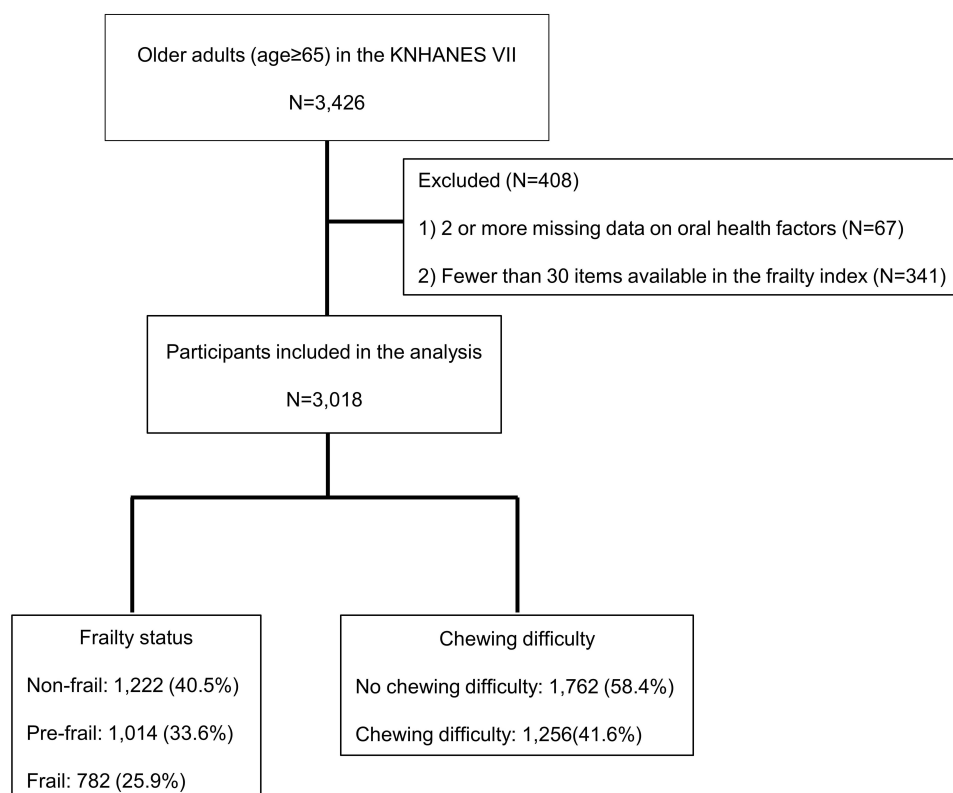 Older adults (age≥65) in the KNHANES VII
N=3,426
Excluded (N=408)
1) 2 or more missing data on oral health factors (N=67)
2) Fewer than 30 items available in the frailty index (N=341)
Participants included in the analysis
N=3,018
Frailty status
Non-frail: 1,222 (40.5%)
Pre-frail: 1,014 (33.6%)
Frail: 782 (25.9%)
Chewing difficulty
No chewing difficulty: 1,762 (58.4%)
Chewing difficulty: 1,256(41.6%)